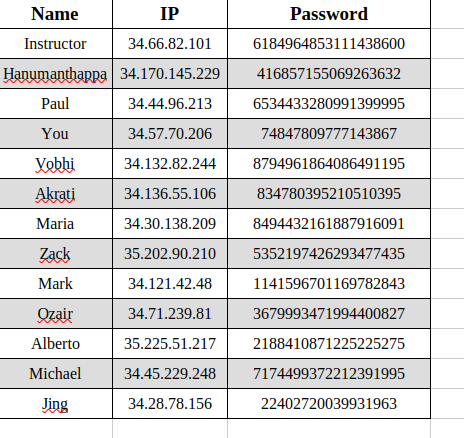 Name IP Password
Instructor 34.66.82.101 6184964853111438600
Hanumanthappa 34.170.145.229 416857155069263632
Paul 34.44.96.213 6534433280991399995
You 34.57.70.206 74847809777143867
Vobhi 34.132.82.244 8794961864086491195
Akrati 34.136.55.106 834780395210510395
Maria 34.30.138.209 8494432161887916091
Zack 35.202.90.210 5352197426293477435
Mark 34.121.42.48 1141596701169782843
Ozair 34.71.239.81 3679993471994400827
Alberto 35.225.51.217 2188410871225225275
Michael 34.45.229.248 7174499372212391995
Jing 34.28.78.156 22402720039931963